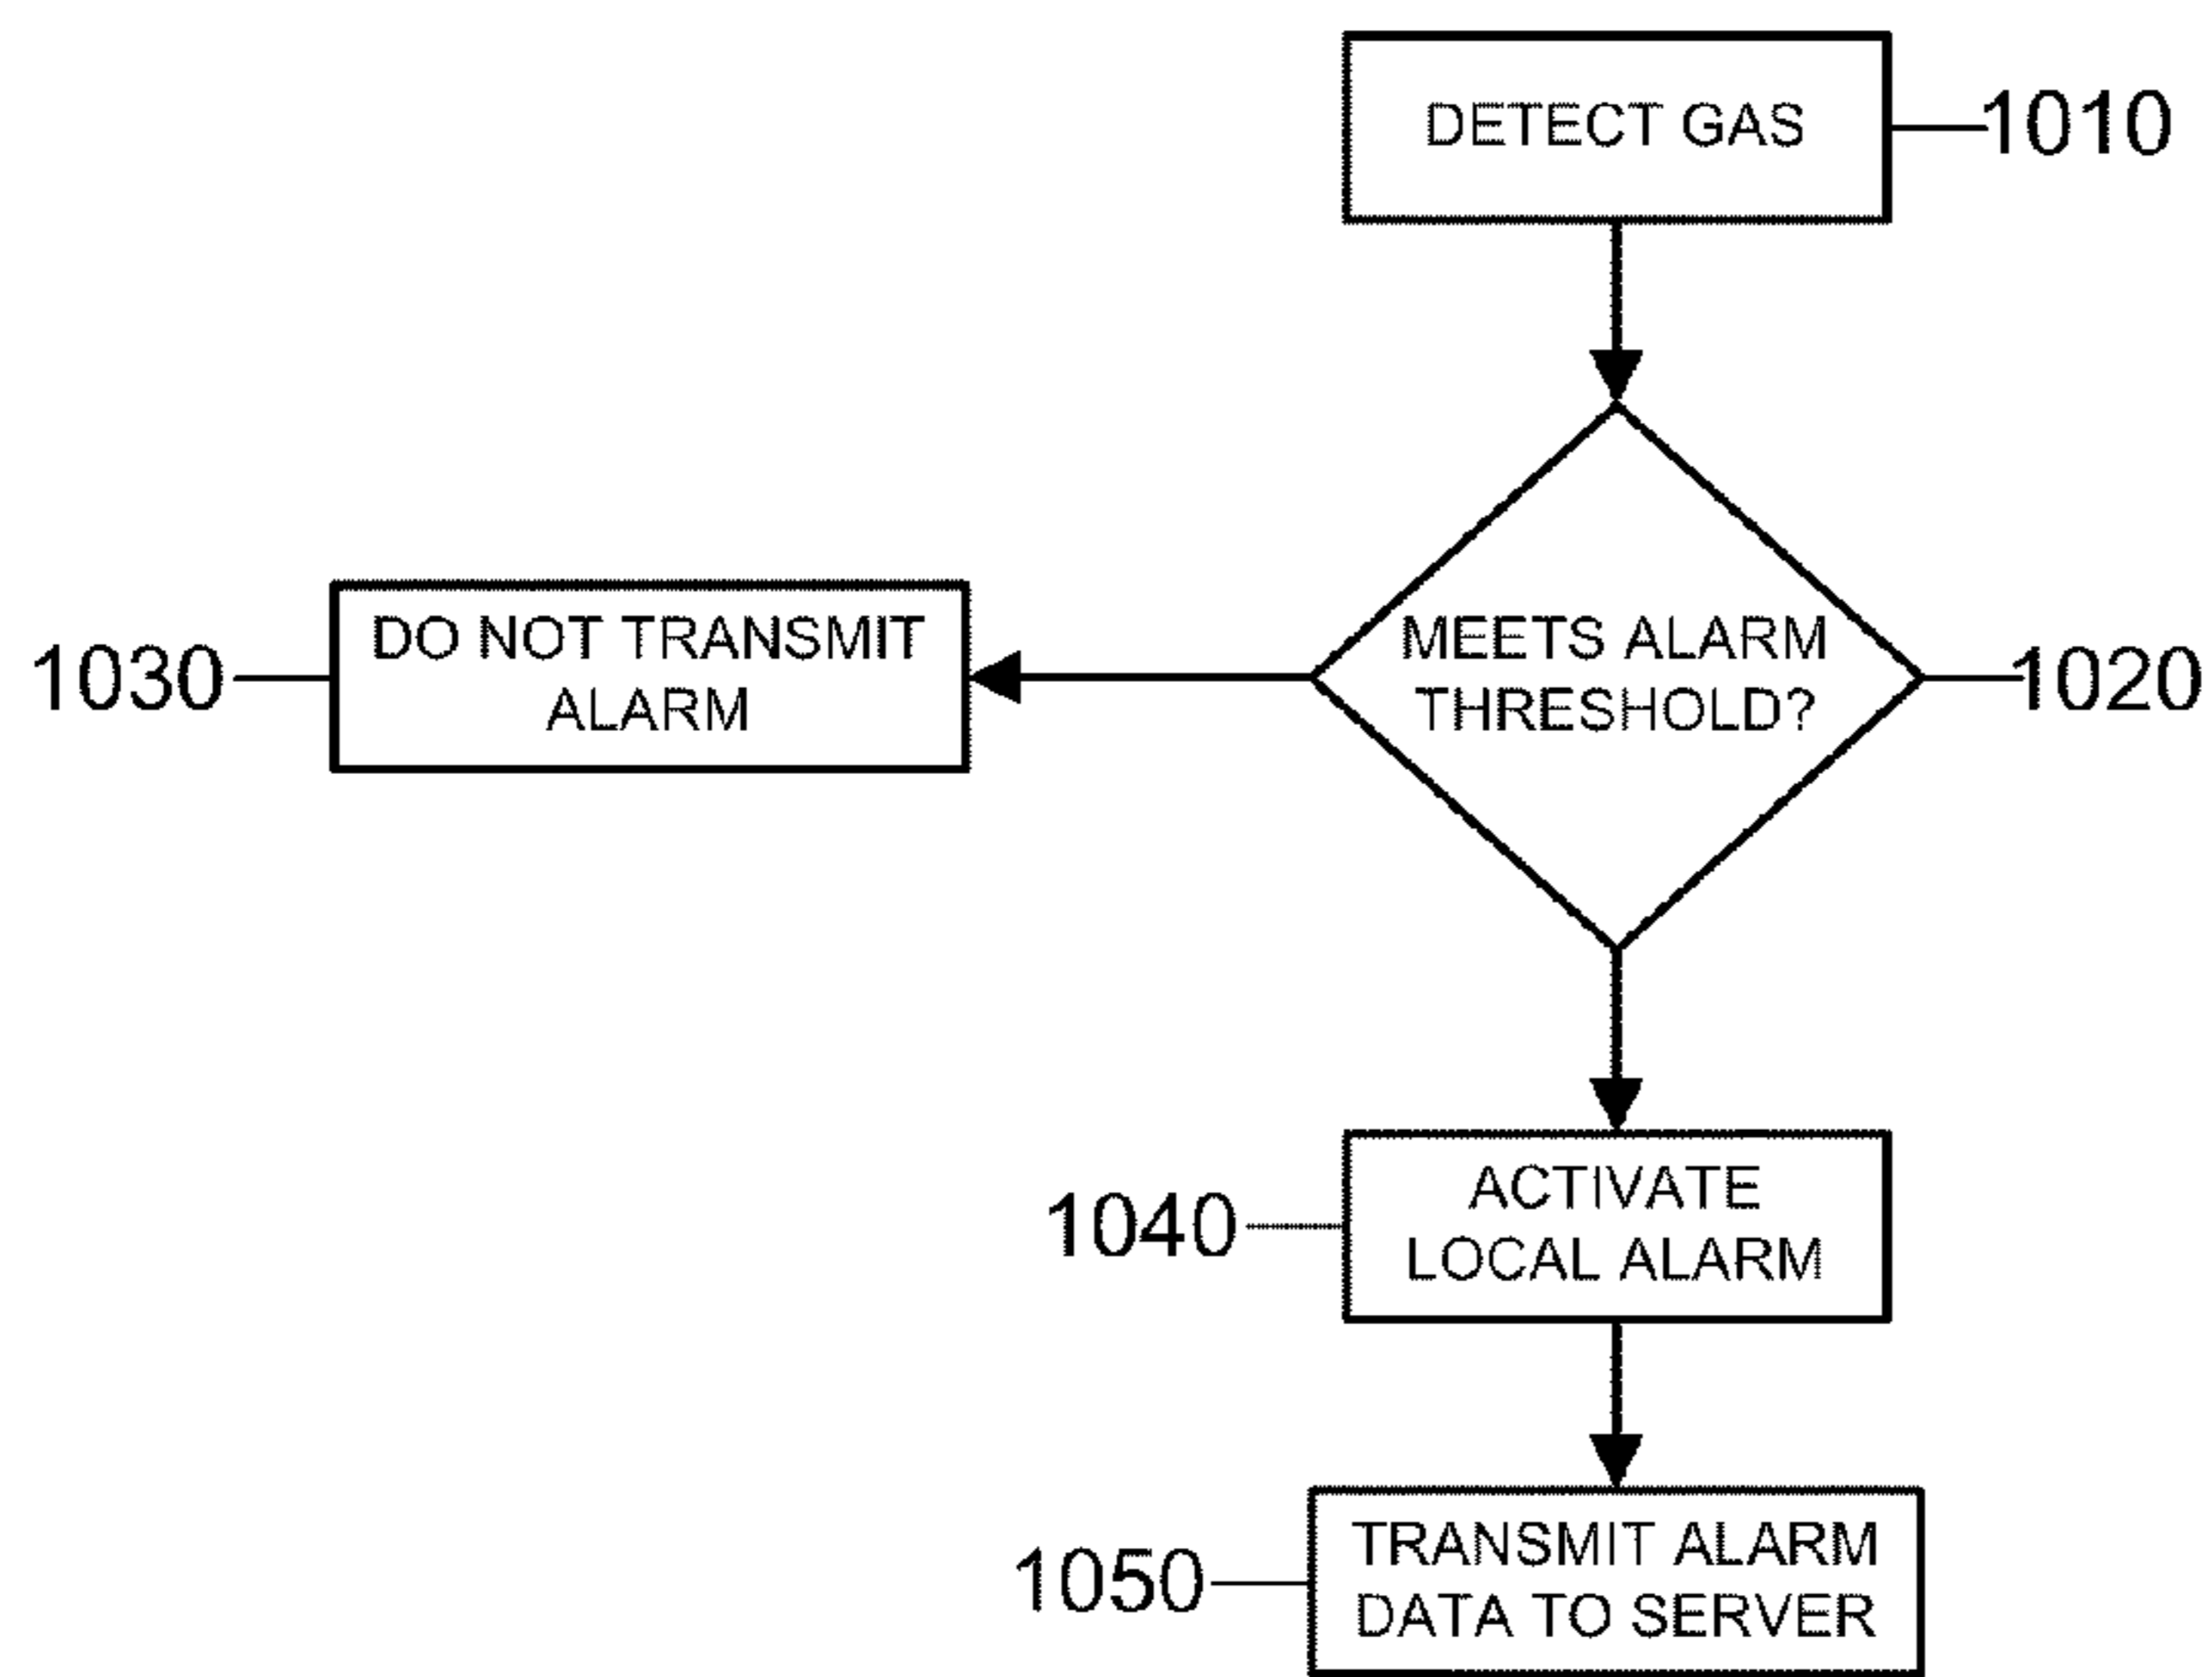 DETECT GAS
1010
MEETS ALARM
THRESHOLD?
1020
DO NOT TRANSMIT
ALARM
1030
ACTIVATE
LOCAL ALARM
1040
TRANSMIT ALARM
DATA TO SERVER
1050